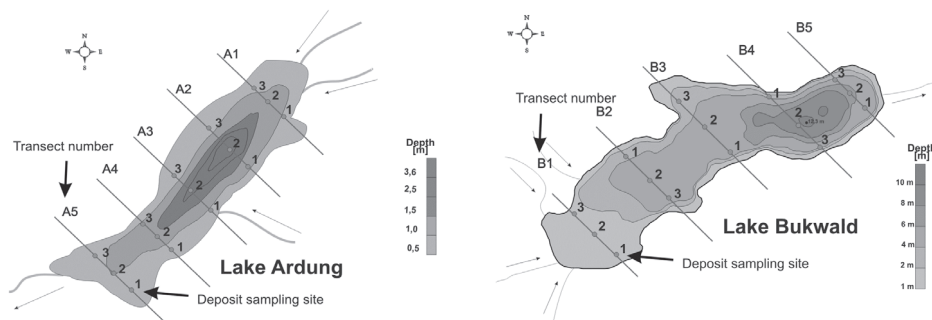 N
W E
S
A1
A2
A3
A4
A5
Transect number
3
2
1
3
2
1
3
2
1
3
2
1
3
2
1
Lake Ardung
Deposit sampling site
Depth
[m]
3,6
2,5
1,5
1,0
0,5
N
W E
S
B5
B4
B3
B2
B1
Transect number
3
2
1
1
2
3
3
2
1
1
2
3
3
2
1
Lake Bukwald
Deposit sampling site
Depth
[m]
10 m
8 m
6 m
4 m
2 m
1 m